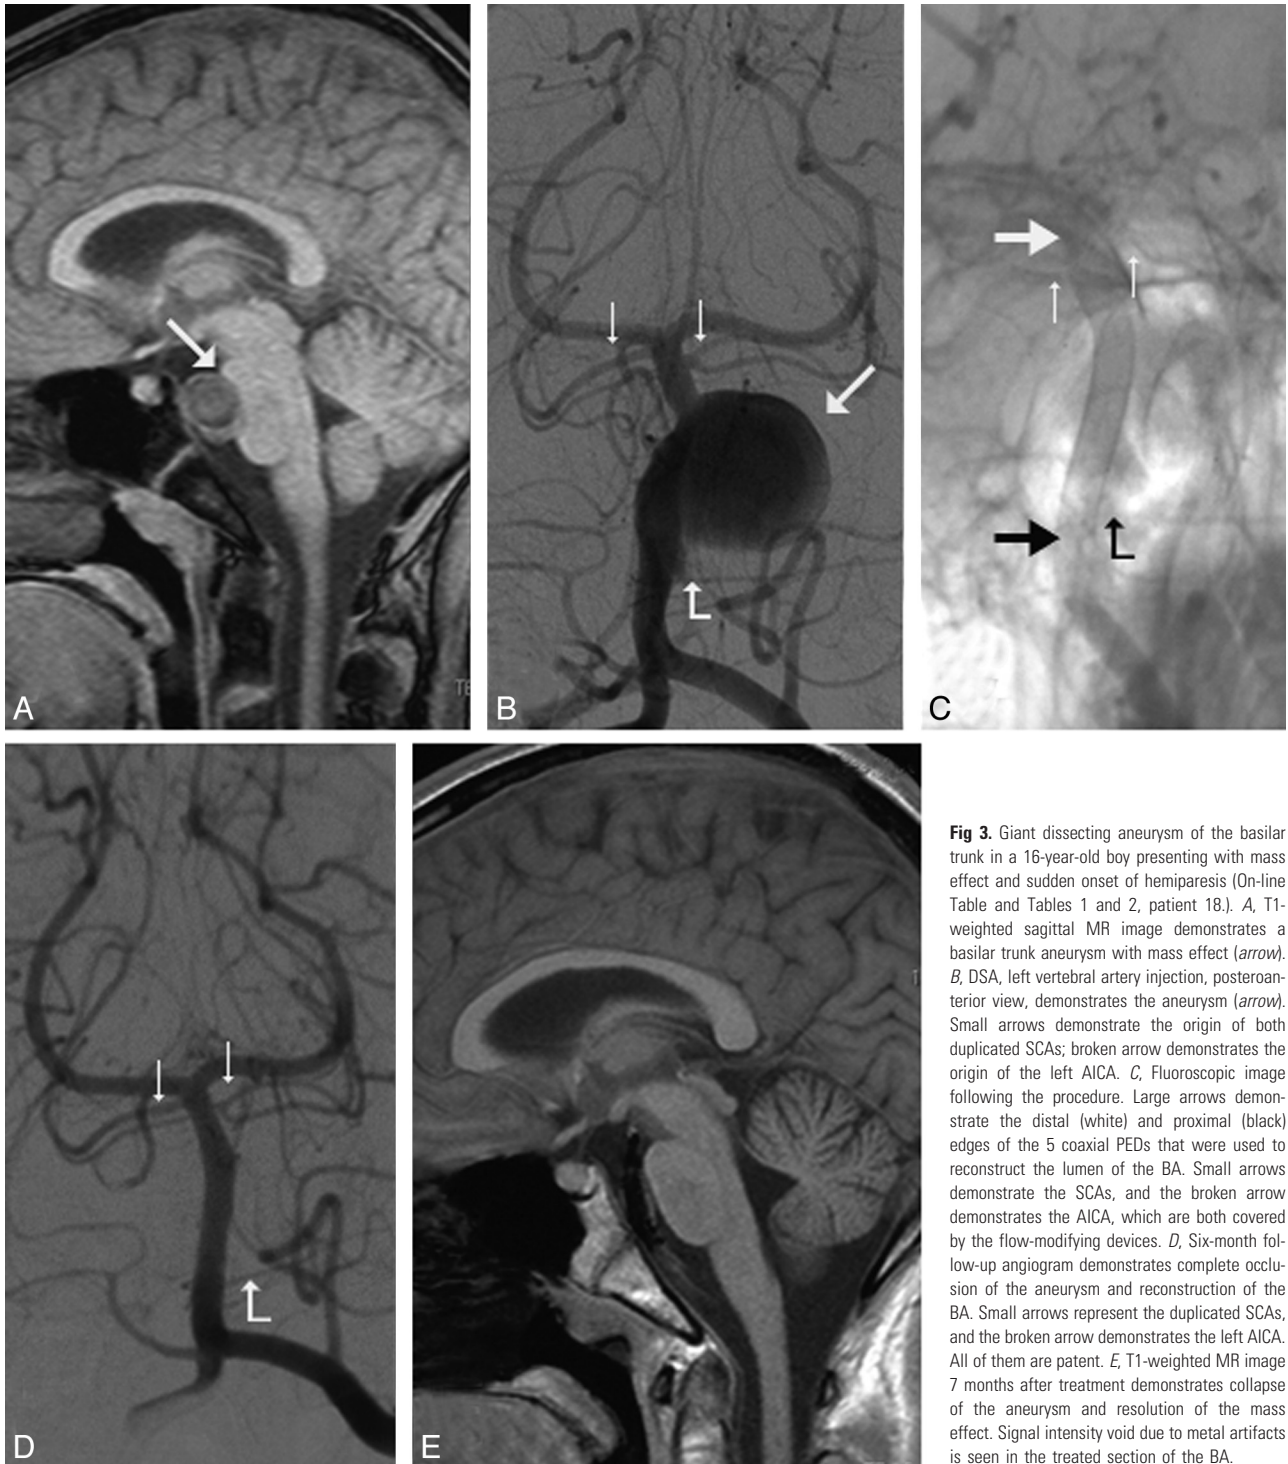 A
B
C
TE
D
E
Fig 3. Giant dissecting aneurysm of the basilar
trunk in a 16-year-old boy presenting with mass
effect and sudden onset of hemiparesis (On-line
Table and Tables 1 and 2, patient 18.). A, T1-
weighted sagittal MR image demonstrates a
basilar trunk aneurysm with mass effect (arrow).
B, DSA, left vertebral artery injection, posteroan-
terior view, demonstrates the aneurysm (arrow).
Small arrows demonstrate the origin of both
duplicated SCAs; broken arrow demonstrates the
origin of the left AICA. C, Fluoroscopic image
following the procedure. Large arrows demon-
strate the distal (white) and proximal (black)
edges of the 5 coaxial PEDs that were used to
reconstruct the lumen of the BA. Small arrows
demonstrate the SCAs, and the broken arrow
demonstrates the AICA, which are both covered
by the flow-modifying devices. D, Six-month fol-
low-up angiogram demonstrates complete occlu-
sion of the aneurysm and reconstruction of the
BA. Small arrows represent the duplicated SCAs,
and the broken arrow demonstrates the left AICA.
All of them are patent. E, T1-weighted MR image
7 months after treatment demonstrates collapse
of the aneurysm and resolution of the mass
effect. Signal intensity void due to metal artifacts
is seen in the treated section of the BA.